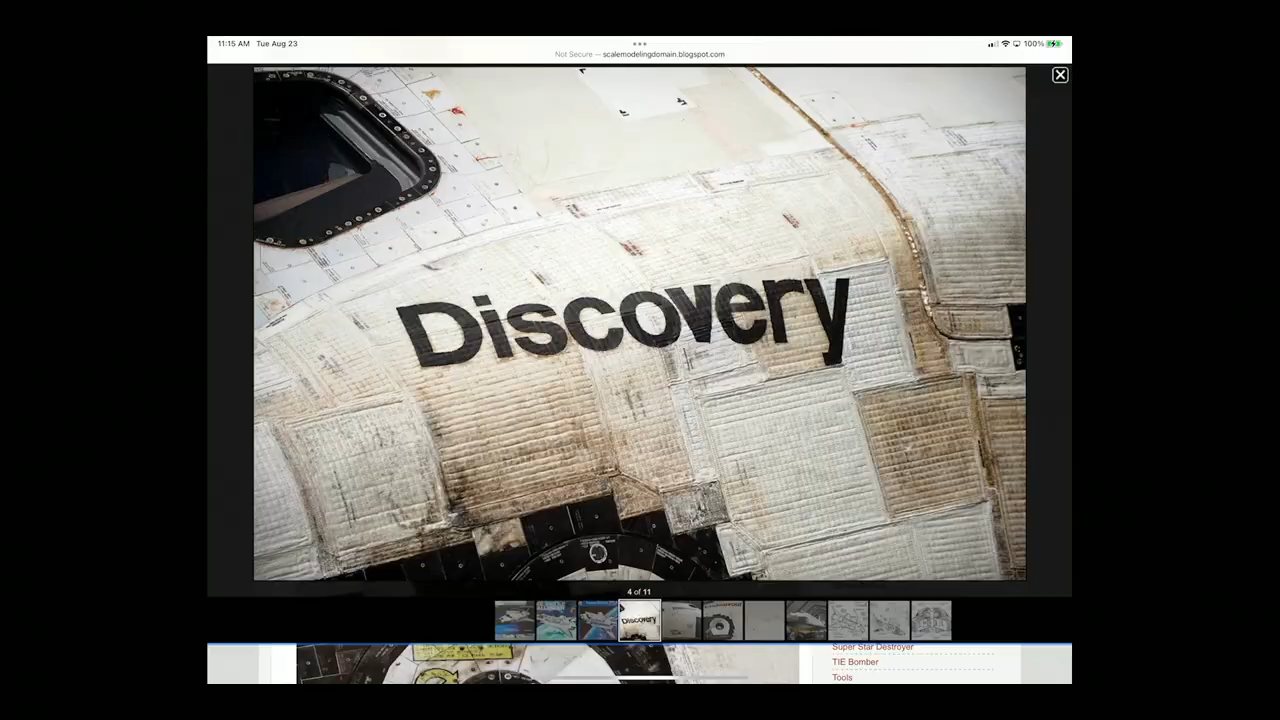 11:15 AM Tue Aug 23
100%
Not Secure — scalemodelingdomain.blogspot.com
Discovery
4 of 11
Discovery
Super Star Destroyer
TIE Bomber
Tools